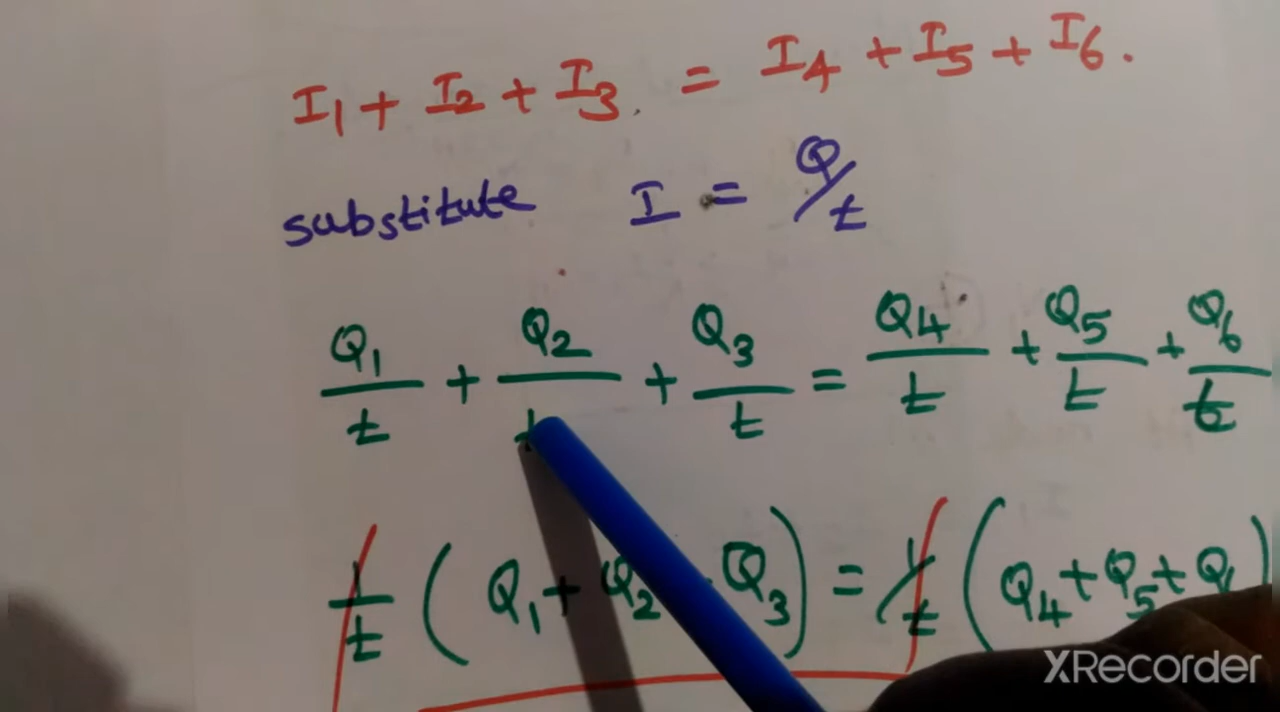 I1 + I2 + I3. = I4 + I5 + I6.
substitute I = Q/t
Q1/t + Q2/t + Q3/t = Q4/t + Q5/t + Q6/t
1/t ( Q1 + Q2 + Q3 ) = 1/t ( Q4 + Q5 + Q6 )
XRecorder